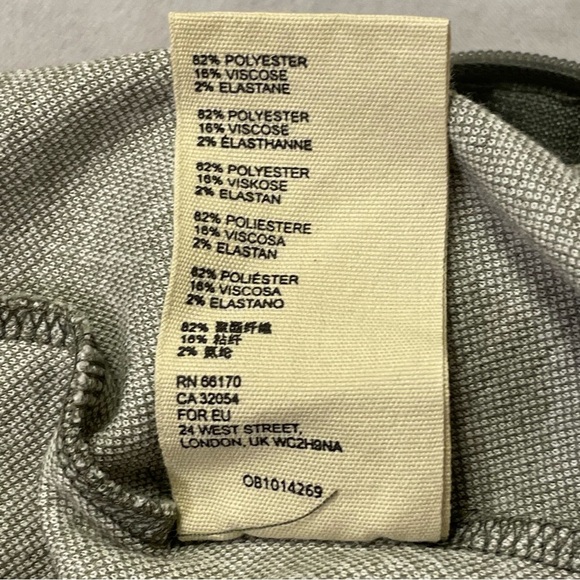 82% POLYESTER
16% VISCOSE
2% ELASTANE
82% POLYESTER
16% VISCOSE
2% ÉLASTHANNE
82% POLYESTER
16% VISKOSE
2% ELASTAN
82% POLIESTERE
16% VISCOSA
2% ELASTAN
82% POLIÉSTER
16% VISCOSA
2% ELASTANO
82% 聚酯纤维
16% 粘纤
2% 氨纶
RN 66170
CA 32054
FOR EU
24 WEST STREET,
LONDON, UK WC2H9NA
OB1014269